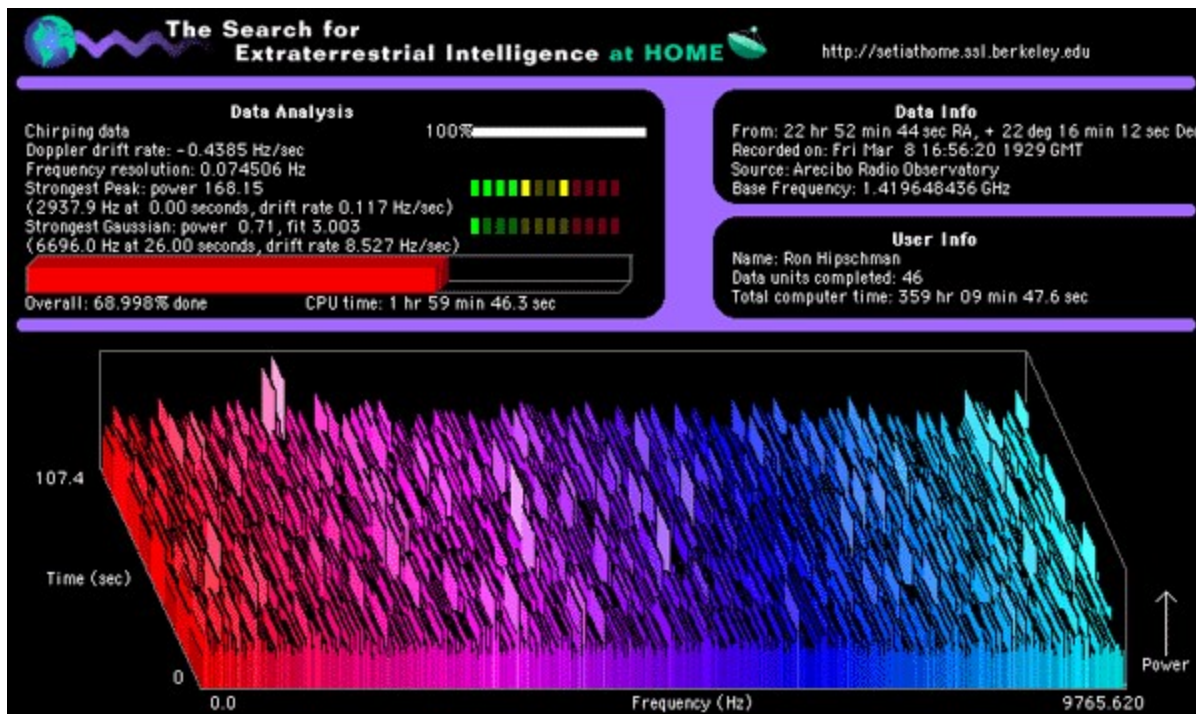 The Search for
Extraterrestrial Intelligence at HOME
http://setiathome.ssl.berkeley.edu
Data Analysis
Chirping data 100%
Doppler drift rate: -0.4385 Hz/sec
Frequency resolution: 0.074506 Hz
Strongest Peak: power 168.15
(2937.9 Hz at 0.00 seconds, drift rate 0.117 Hz/sec)
Strongest Gaussian: power 0.71, fit 3.003
(6696.0 Hz at 26.00 seconds, drift rate 8.527 Hz/sec)
Overall: 68.998% done CPU time: 1 hr 59 min 46.3 sec
Data Info
From: 22 hr 52 min 44 sec RA, + 22 deg 16 min 12 sec Dec
Recorded on: Fri Mar 8 16:56:20 1929 GMT
Source: Arecibo Radio Observatory
Base Frequency: 1.419648436 GHz
User Info
Name: Ron Hipschman
Data units completed: 46
Total computer time: 359 hr 09 min 47.6 sec
107.4
Time (sec)
0
0.0 Frequency (Hz) 9765.620
Power